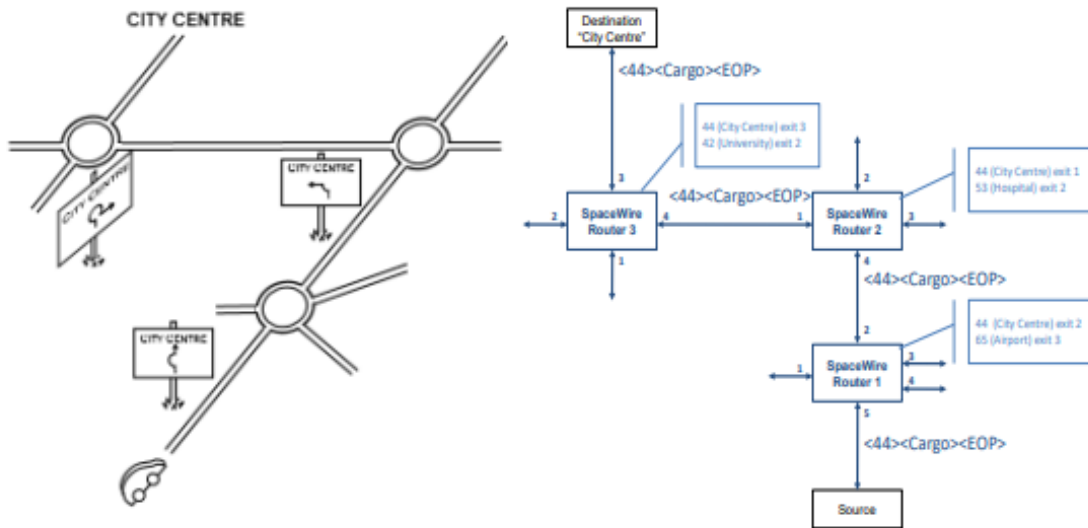 CITY CENTRE
CITY CENTRE
CITY CENTRE
CITY CENTRE
Destination
"City Centre"
<44><Cargo><EOP>
44 (City Centre) exit 3
42 (University) exit 2
3
2
SpaceWire
Router 3
4
1
<44><Cargo><EOP>
44 (City Centre) exit 1
53 (Hospital) exit 2
2
1
SpaceWire
Router 2
3
4
<44><Cargo><EOP>
44 (City Centre) exit 2
65 (Airport) exit 3
2
1
SpaceWire
Router 1
3
4
5
<44><Cargo><EOP>
Source